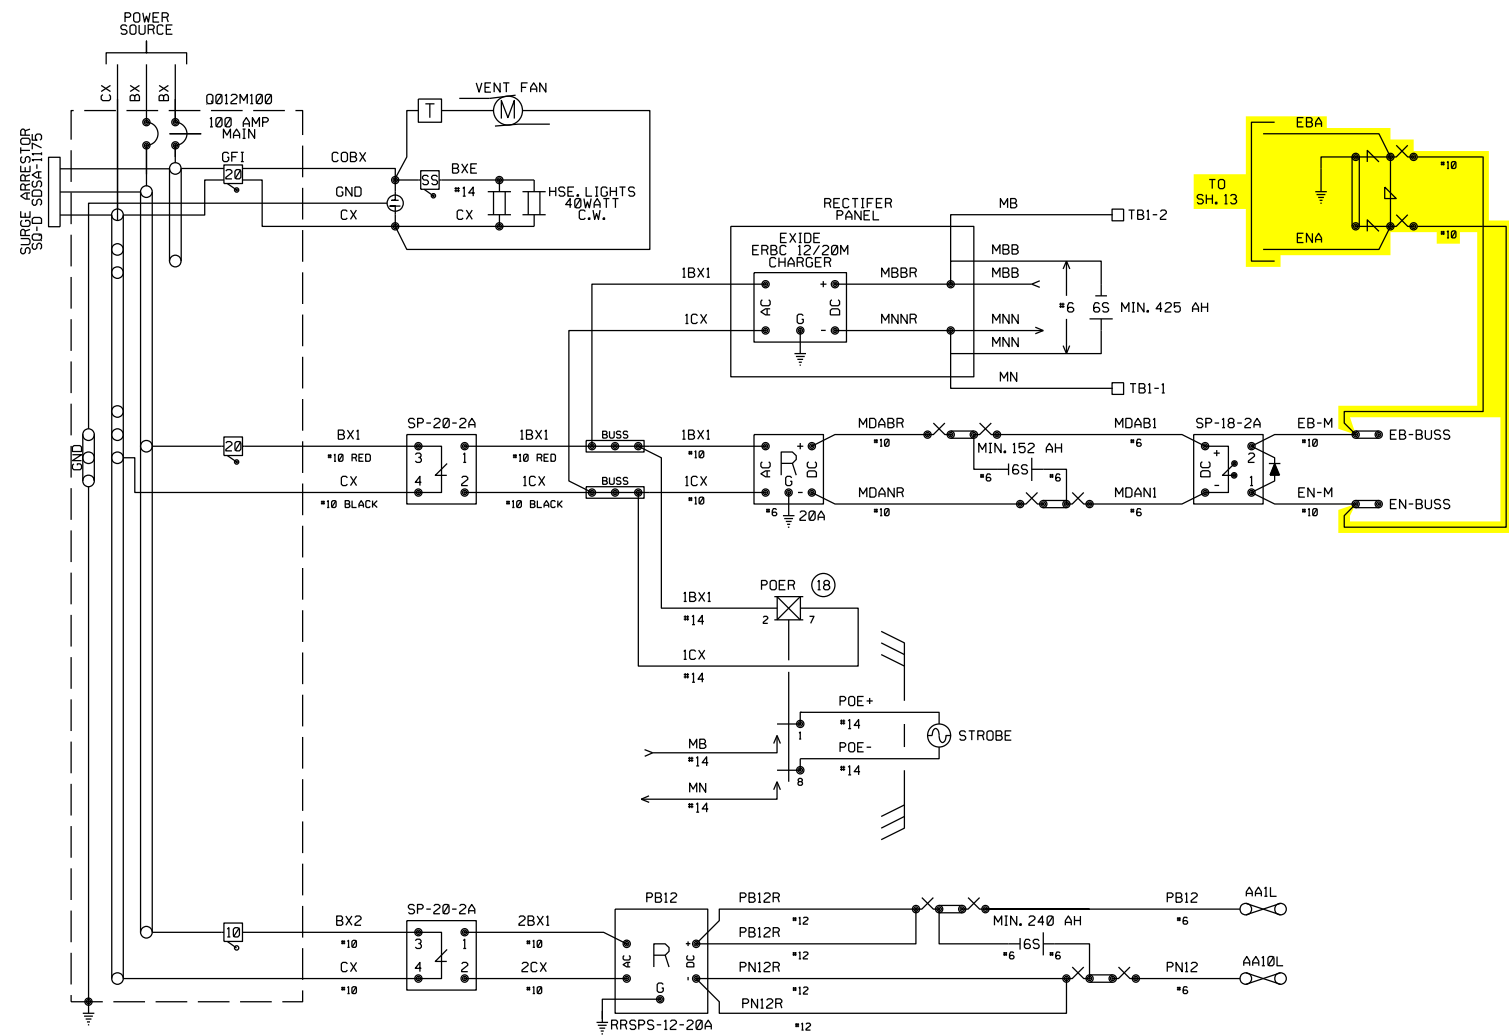 POWER
SOURCE
CX
BX
BX
QO12M100
100 AMP
MAIN
SURGE ARRESTOR
SQ-D SDSA-1175
GFI
20
COBX
GND
CX
T
VENT FAN
M
SS
BXE
#14
CX
HSE. LIGHTS
40WATT
C.W.
RECTIFER
PANEL
EXIDE
ERBC 12/20M
CHARGER
AC
G
+
DC
-
1BX1
1CX
MBBR
MNNR
MB
TB1-2
MBB
MBB
MNN
MNN
MN
TB1-1
#6
6S
MIN. 425 AH
TO
SH. 13
EBA
ENA
#10
#10
GND
20
BX1
#10 RED
CX
#10 BLACK
SP-20-2A
3
1
4
2
1BX1
#10 RED
1CX
#10 BLACK
BUSS
BUSS
1BX1
#10
1CX
#10
AC
R
+
DC
G
-
#6
20A
MDABR
#10
MDANR
#10
MIN. 152 AH
6S
#6
#6
MDAB1
#6
MDAN1
#6
SP-18-2A
+
DC
-
2
1
EB-M
#10
EN-M
#10
EB-BUSS
EN-BUSS
POER
18
2
7
1BX1
#14
1CX
#14
POE+
#14
POE-
#14
1
8
STROBE
MB
#14
MN
#14
10
BX2
#10
CX
#10
SP-20-2A
3
1
4
2
2BX1
#10
2CX
#10
PB12
AC
R
+
DC
-
G
RRSPS-12-20A
PB12R
#12
PB12R
#12
PN12R
#12
PN12R
#12
MIN. 240 AH
6S
#6
#6
PB12
#6
PN12
#6
AA1L
AA10L